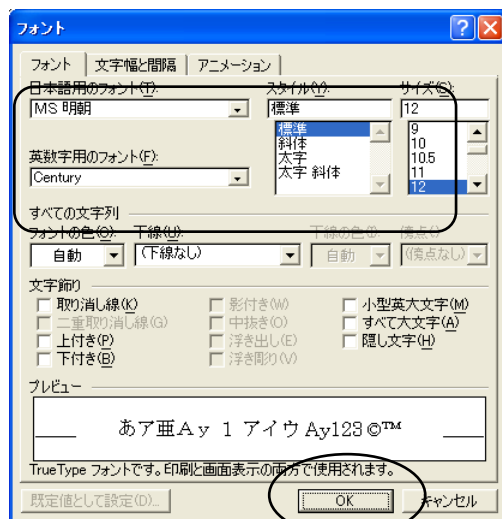 フォント
フォント 文字幅と間隔 アニメーション
日本語用のフォント(T): スタイル(Y): サイズ(S):
MS 明朝 標準 12
標準 9
斜体 10
太字 10.5
太字 斜体 11
12
英数字用のフォント(F):
Century
すべての文字列
フォントの色(C): 下線(U): 下線の色(I): 傍点(:)
自動 (下線なし) 自動 (傍点なし)
文字飾り
取り消し線(K) 影付き(W) 小型英大文字(M)
二重取り消し線(G) 中抜き(O) すべて大文字(A)
上付き(P) 浮き出し(E) 隠し文字(H)
下付き(B) 浮き彫り(V)
プレビュー
あア亜Ay 1 アイウ Ay123©™
TrueType フォントです。印刷と画面表示の両方で使用されます。
既定値として設定(D)... OK キャンセル